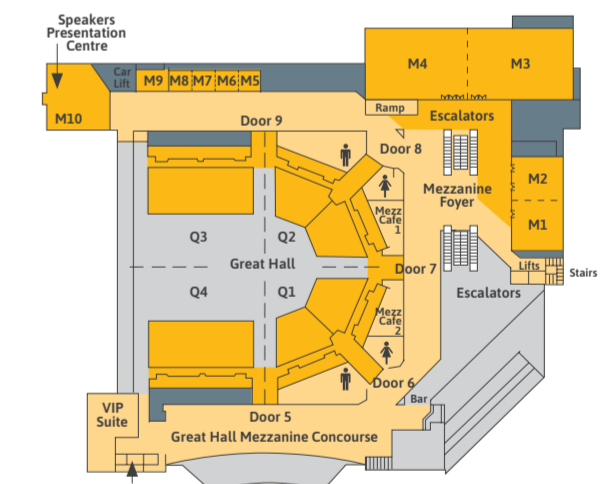 Speakers
Presentation
Centre
M4
M3
Car
Lift
M9
M8
M7
M6
M5
M10
Ramp
Escalators
Door 9
Door 8
M2
Mezzanine
Foyer
Mezz
Cafe
1
M1
Q3
Q2
Great Hall
Door 7
Lifts
Stairs
Q4
Q1
Escalators
Mezz
Cafe
2
Door 6
Bar
VIP
Suite
Door 5
Great Hall Mezzanine Concourse